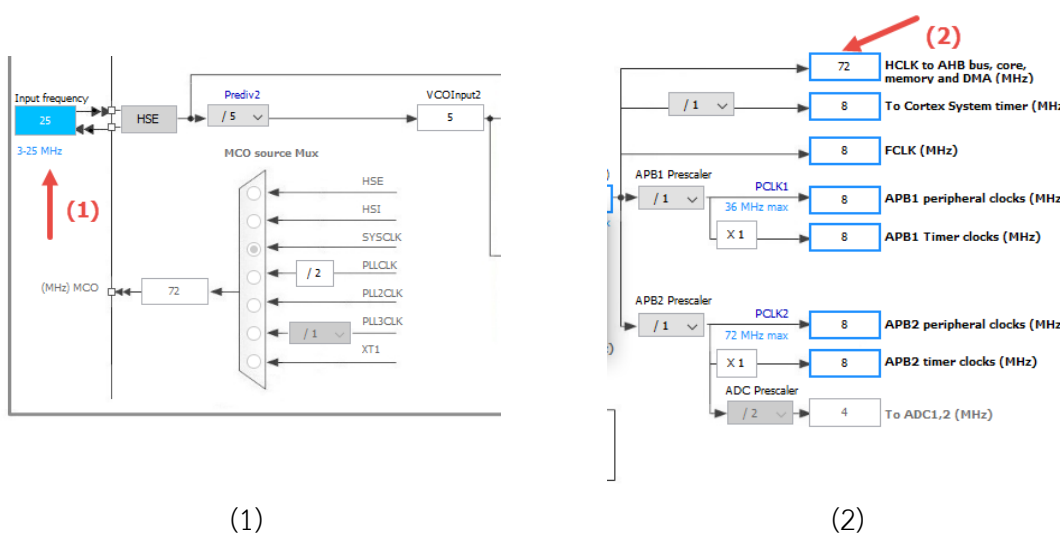 (2)
Input frequency
25
3-25 MHz
(1)
HSE
Prediv2
/ 5
VCOInput2
5
MCO source Mux
HSE
HSI
SYSCLK
PLLCLK
/ 2
PLL2CLK
PLL3CLK
/ 1
XT1
(MHz) MCO
72
72
HCLK to AHB bus, core,
memory and DMA (MHz)
/ 1
8
To Cortex System timer (MHz
8
FCLK (MHz)
APB1 Prescaler
/ 1
PCLK1
36 MHz max
8
APB1 peripheral clocks (MHz
X 1
8
APB1 Timer clocks (MHz)
APB2 Prescaler
/ 1
PCLK2
72 MHz max
8
APB2 peripheral clocks (MHz
X 1
8
APB2 timer clocks (MHz)
ADC Prescaler
/ 2
4
To ADC1,2 (MHz)
(1)
(2)